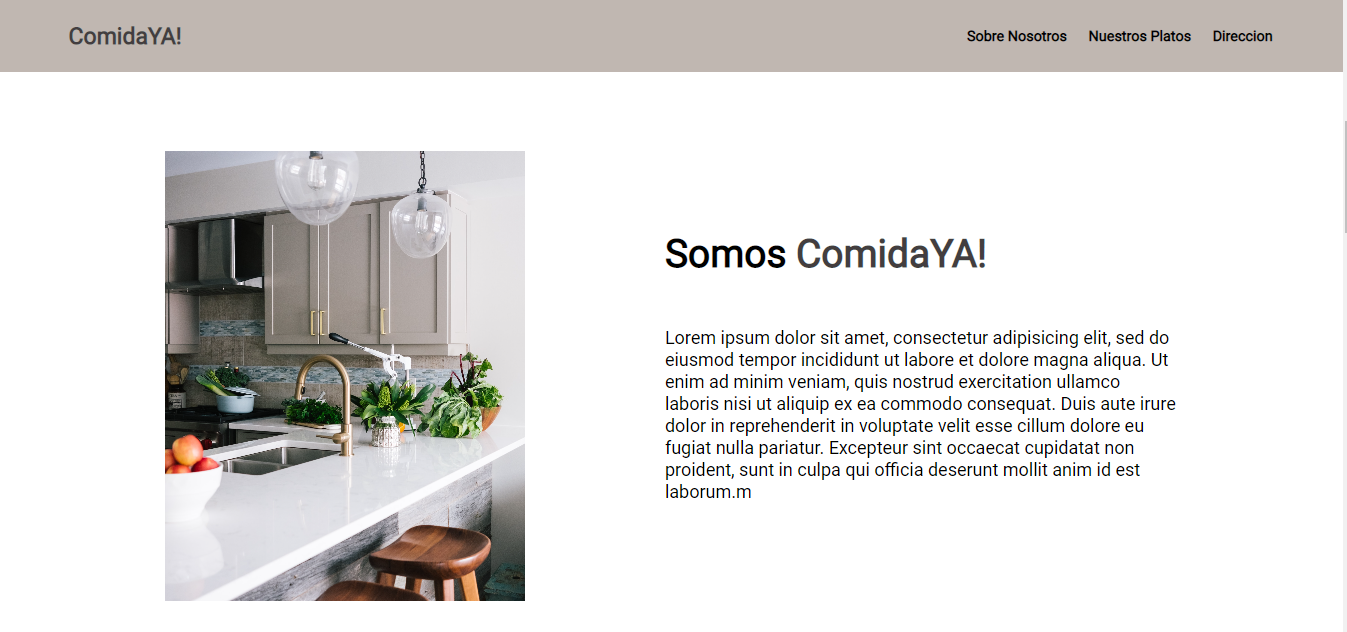 ComidaYA!
Sobre Nosotros Nuestros Platos Direccion
Somos ComidaYA!
Lorem ipsum dolor sit amet, consectetur adipisicing elit, sed do
eiusmod tempor incididunt ut labore et dolore magna aliqua. Ut
enim ad minim veniam, quis nostrud exercitation ullamco
laboris nisi ut aliquip ex ea commodo consequat. Duis aute irure
dolor in reprehenderit in voluptate velit esse cillum dolore eu
fugiat nulla pariatur. Excepteur sint occaecat cupidatat non
proident, sunt in culpa qui officia deserunt mollit anim id est
laborum.m